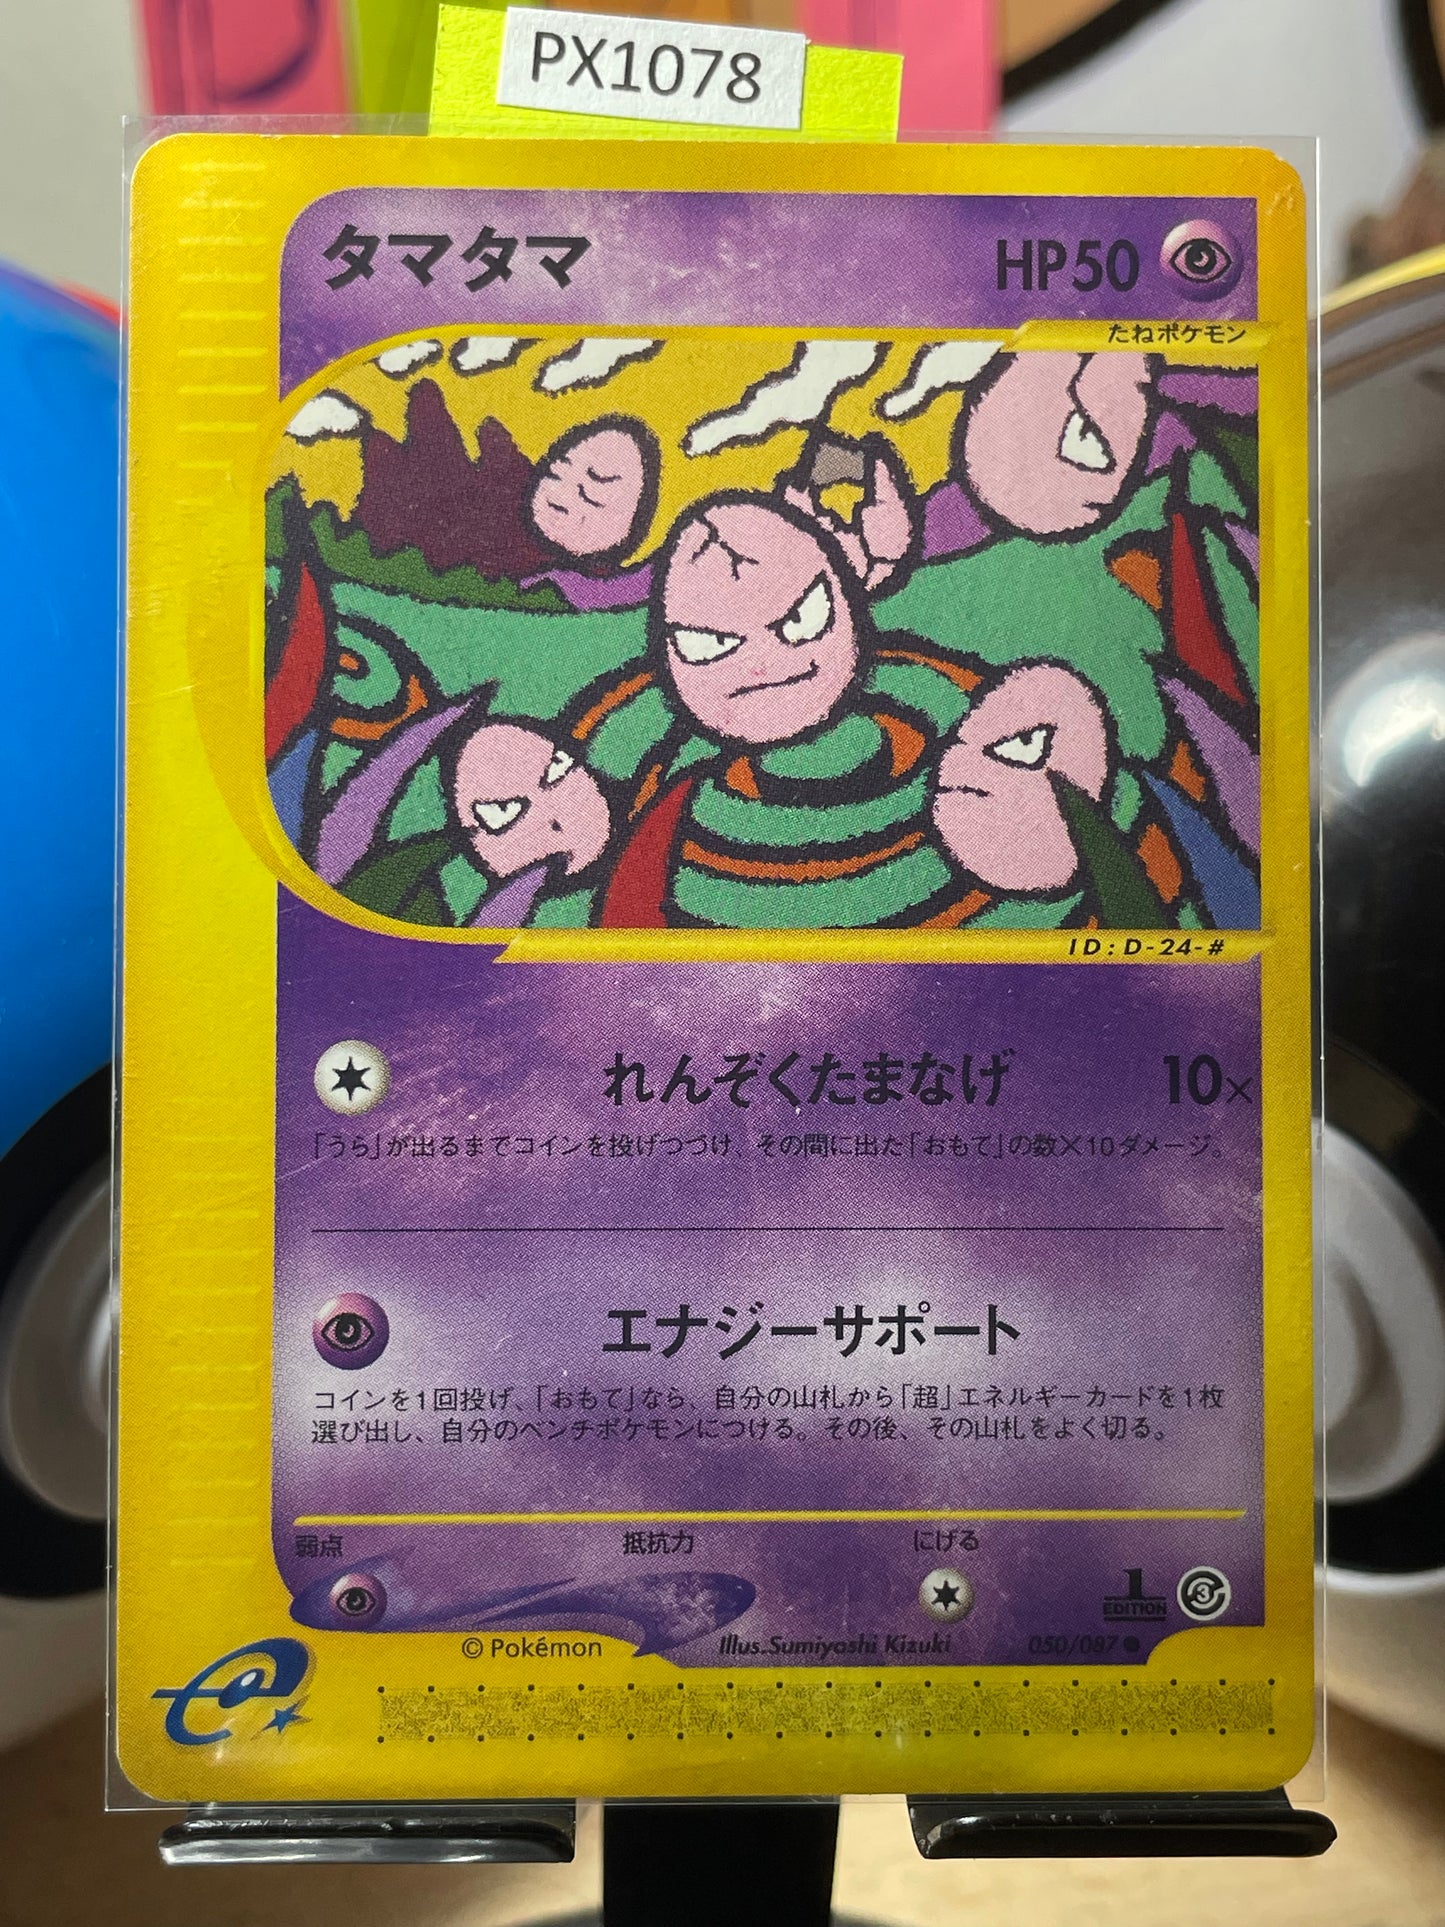 PX1078
タマタマ
HP50
たねポケモン
ID:D-24-#
れんぞくたまなげ 10×
「うら」が出るまでコインを投げつづけ、その間に出た「おもて」の数×10ダメージ。
エナジーサポート
コインを1回投げ、「おもて」なら、自分の山札から「超」エネルギーカードを1枚
選び出し、自分のベンチポケモンにつける。その後、その山札をよく切る。
弱点 抵抗力 にげる
1 EDITION 3
© Pokémon Illus.Sumiyoshi Kizuki 050/087